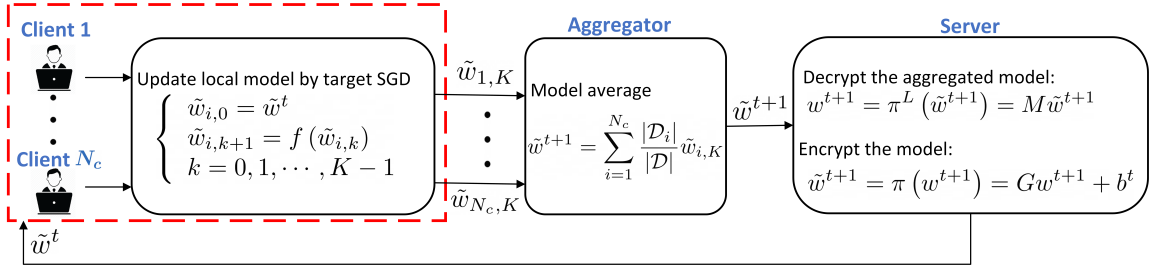 Client 1
Update local model by target SGD
w̃_{i,0} = w̃^t
w̃_{i,k+1} = f (w̃_{i,k})
k = 0, 1, ⋯ , K − 1
Client N_c
w̃_{1,K}
w̃_{N_c,K}
Aggregator
Model average
w̃^{t+1} = ∑_{i=1}^{N_c} |𝒟_i|/|𝒟| w̃_{i,K}
w̃^{t+1}
Server
Decrypt the aggregated model:
w^{t+1} = π^L (w̃^{t+1}) = Mw̃^{t+1}
Encrypt the model:
w̃^{t+1} = π (w^{t+1}) = Gw^{t+1} + b^t
w̃^t